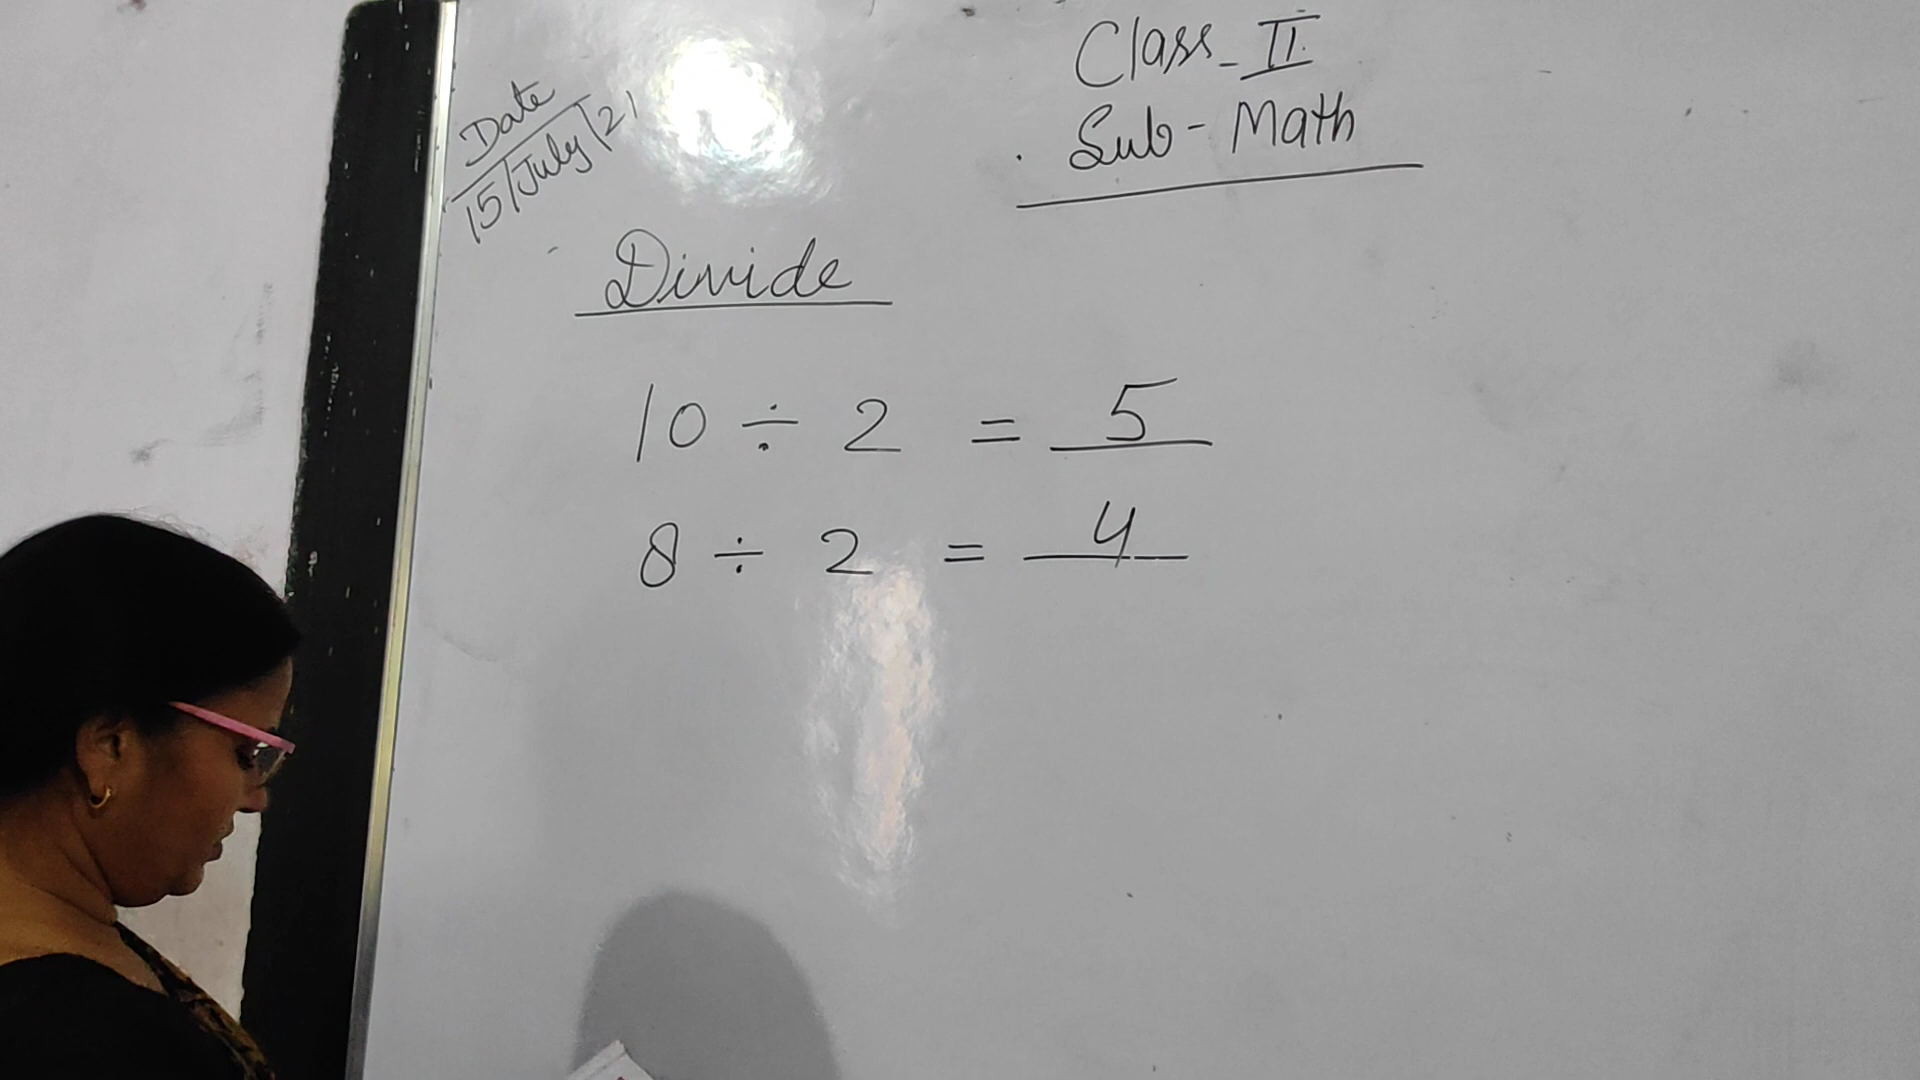 Class - II
Sub - Math
Date
15/July/21
Divide
10 ÷ 2 = 5
8 ÷ 2 = 4